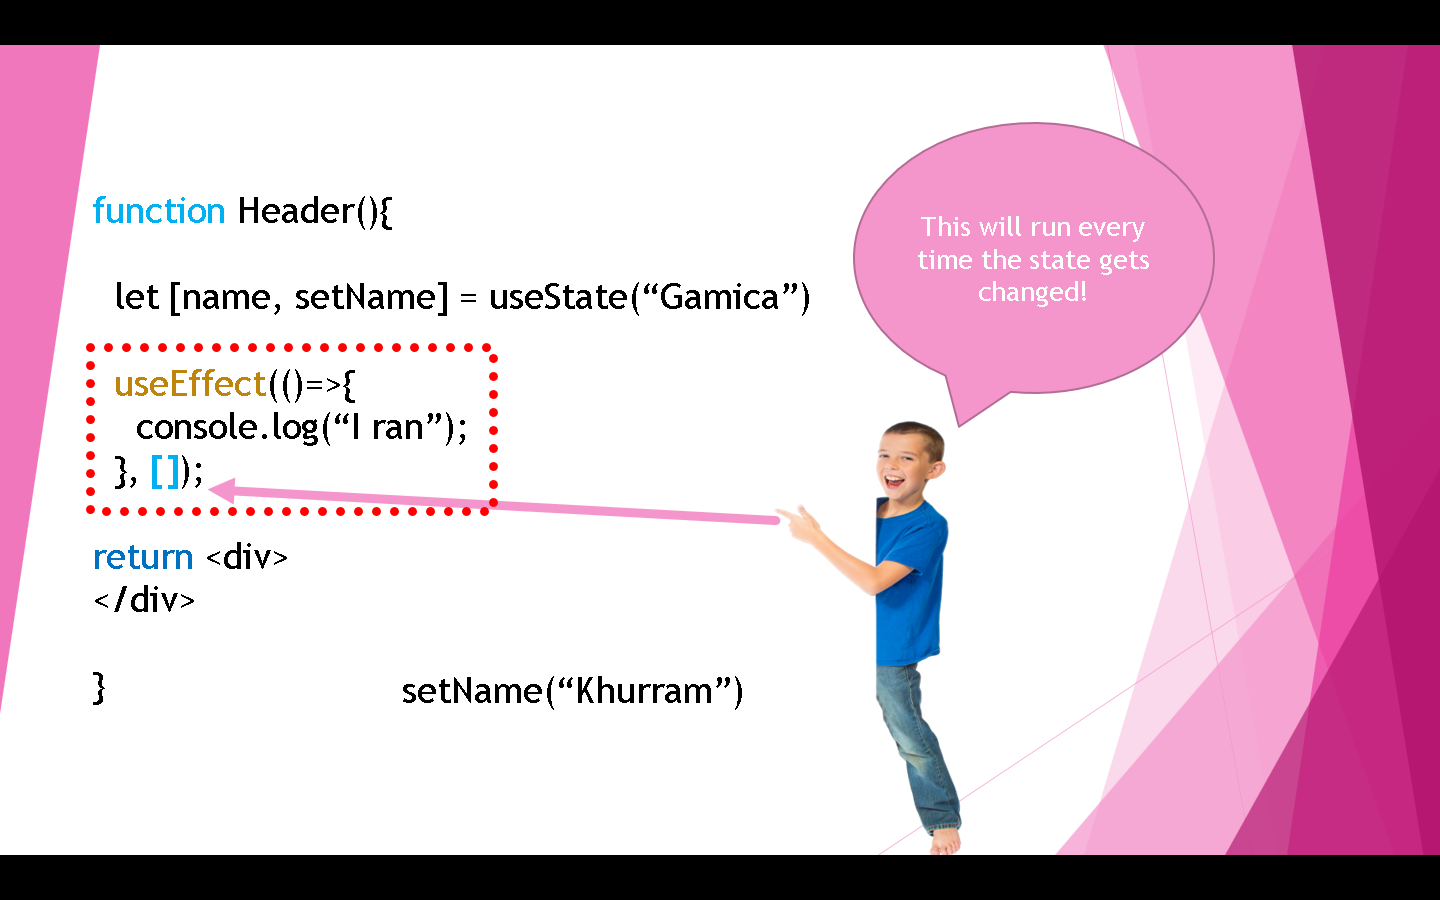 function Header(){
let [name, setName] = useState(“Gamica”)
useEffect(()=>{
console.log(“I ran”);
}, []);
return <div>
</div>
}
setName(“Khurram”)
This will run every
time the state gets
changed!